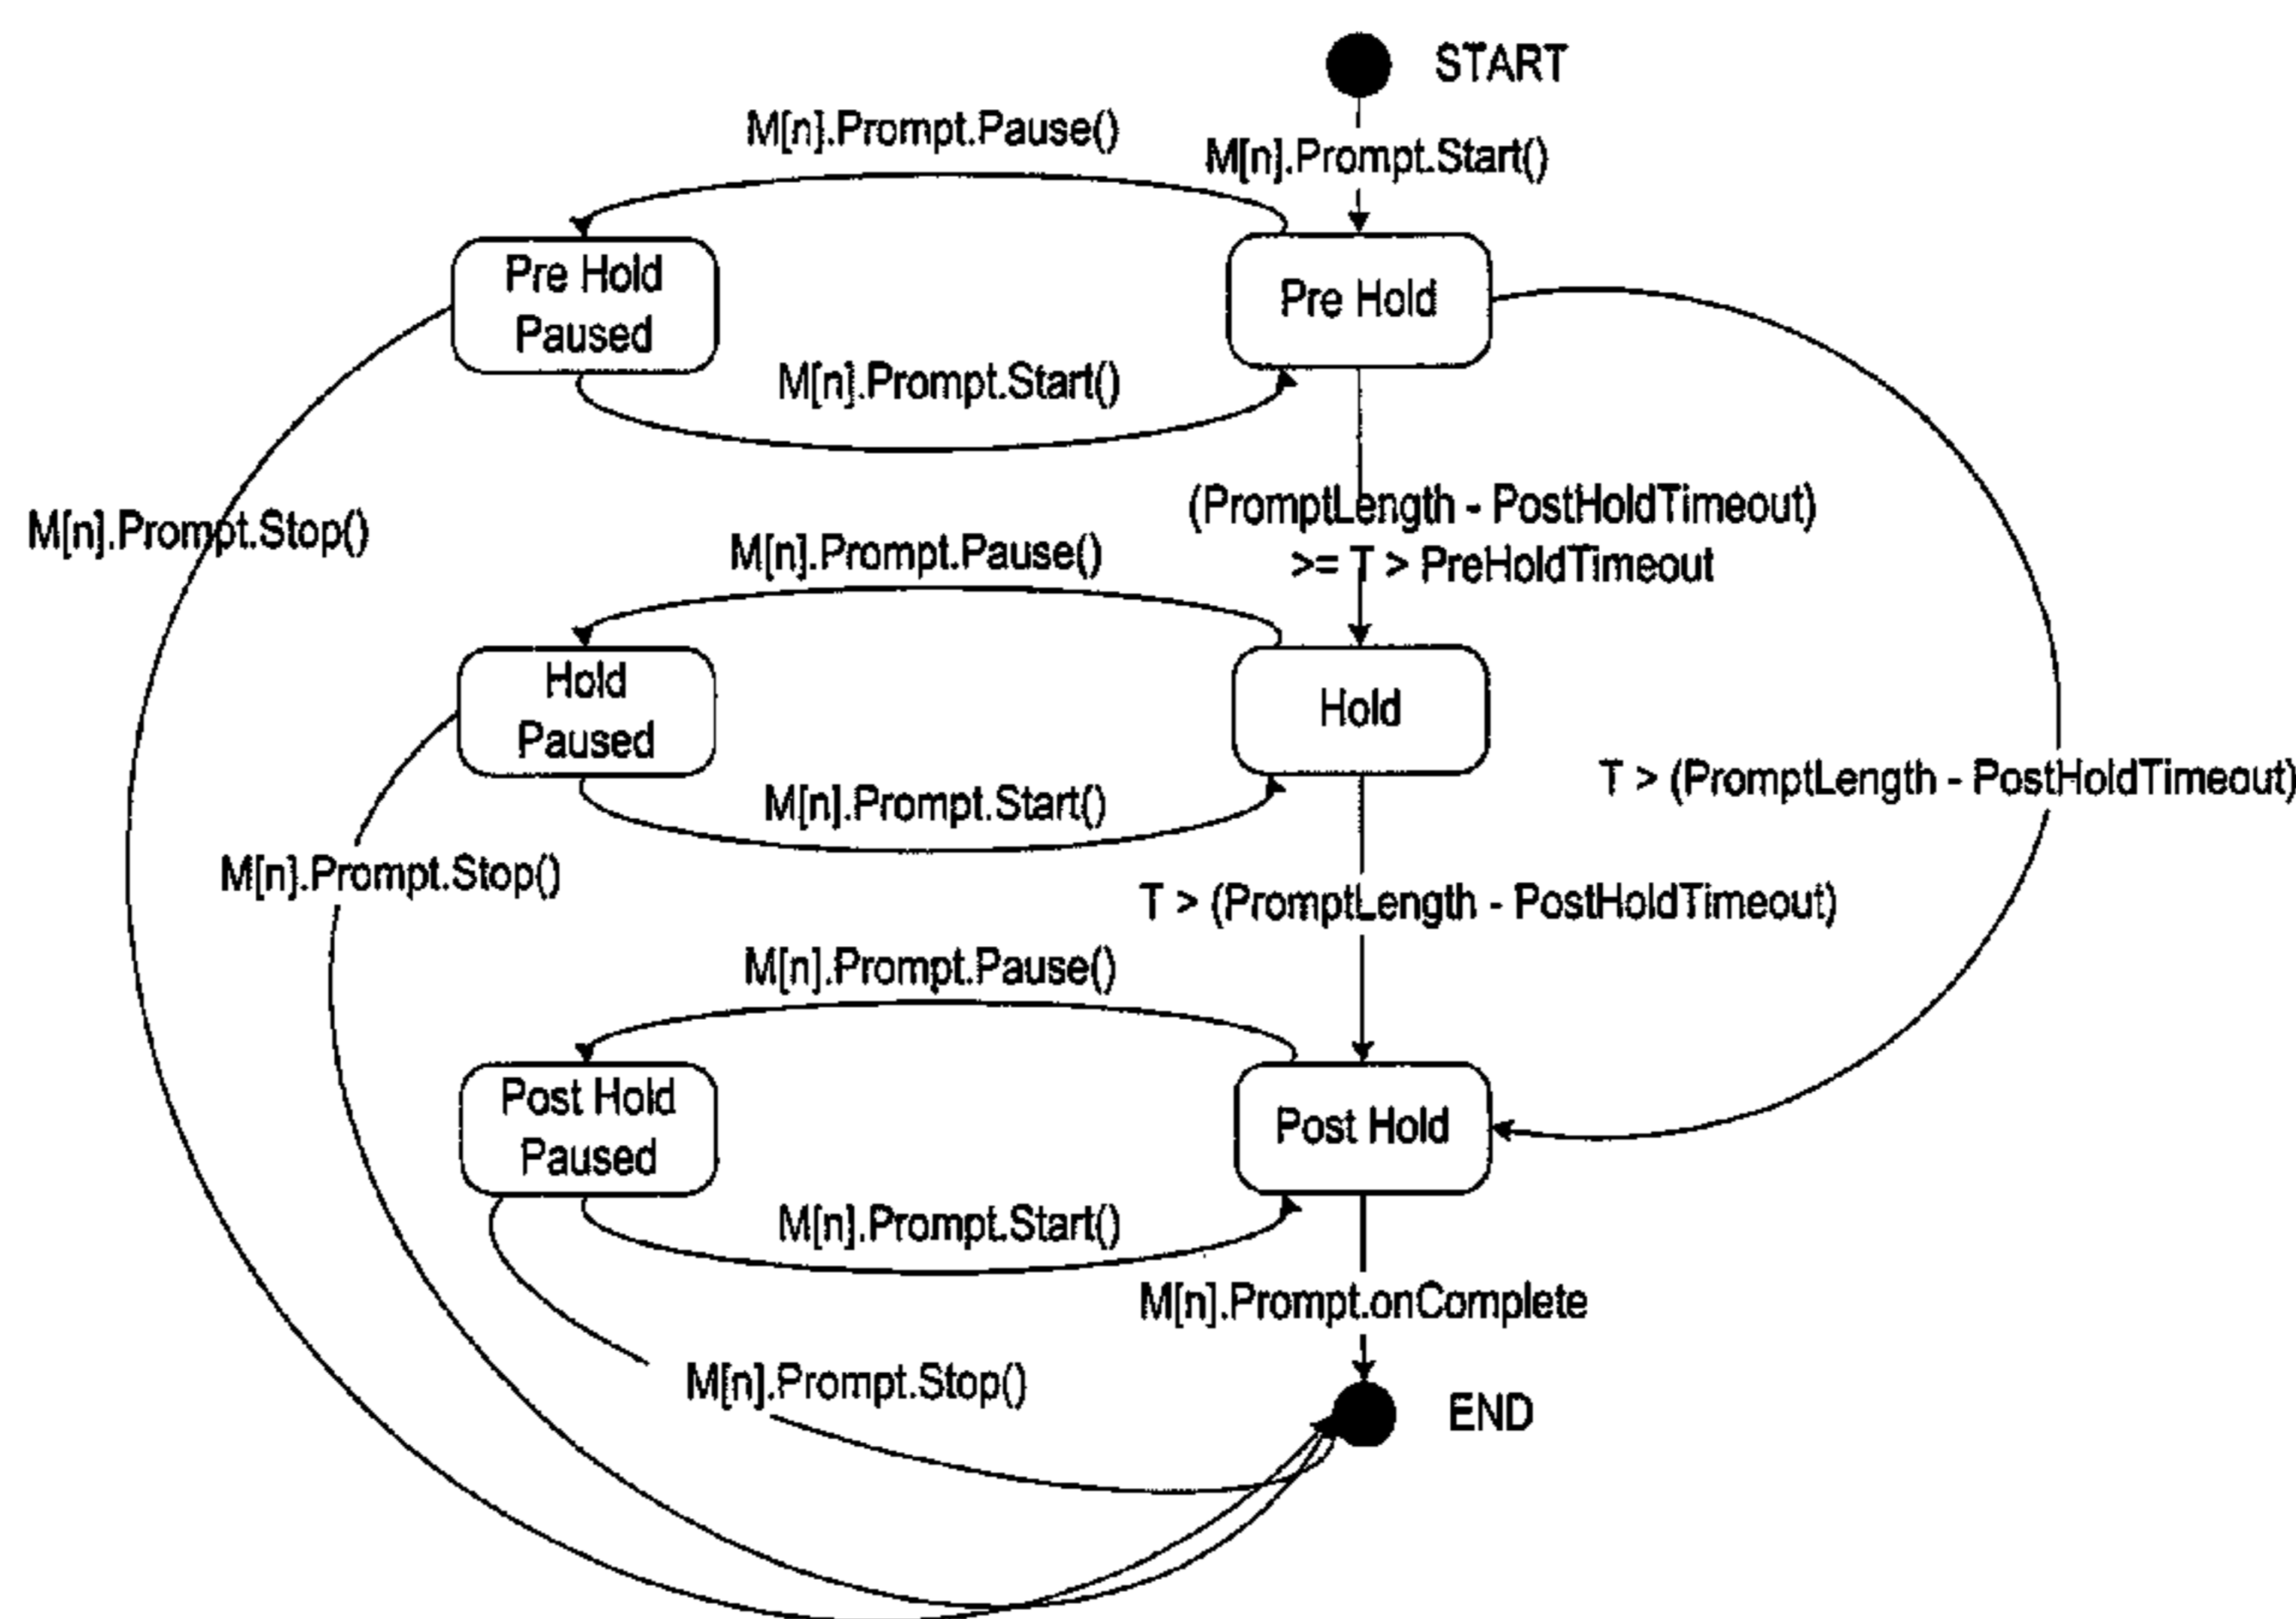 START
M[n].Prompt.Pause()
M[n].Prompt.Start()
Pre Hold
Paused
Pre Hold
M[n].Prompt.Start()
(PromptLength - PostHoldTimeout)
>= T > PreHoldTimeout
M[n].Prompt.Stop()
M[n].Prompt.Pause()
Hold
Paused
Hold
T > (PromptLength - PostHoldTimeout)
M[n].Prompt.Start()
M[n].Prompt.Stop()
T > (PromptLength - PostHoldTimeout)
M[n].Prompt.Pause()
Post Hold
Paused
Post Hold
M[n].Prompt.Start()
M[n].Prompt.onComplete
M[n].Prompt.Stop()
END